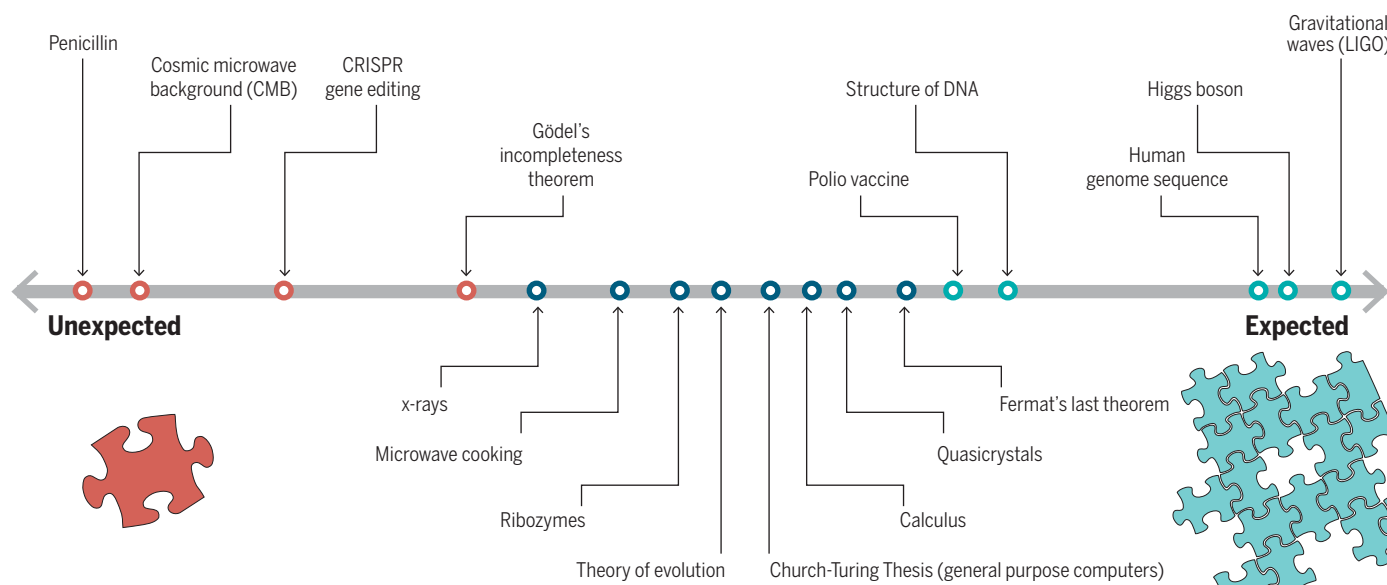 Penicillin
Cosmic microwave
background (CMB)
CRISPR
gene editing
Gödel's
incompleteness
theorem
Structure of DNA
Polio vaccine
Higgs boson
Human
genome sequence
Gravitational
waves (LIGO)
Unexpected
Expected
x-rays
Microwave cooking
Ribozymes
Theory of evolution
Church-Turing Thesis (general purpose computers)
Calculus
Quasicrystals
Fermat's last theorem